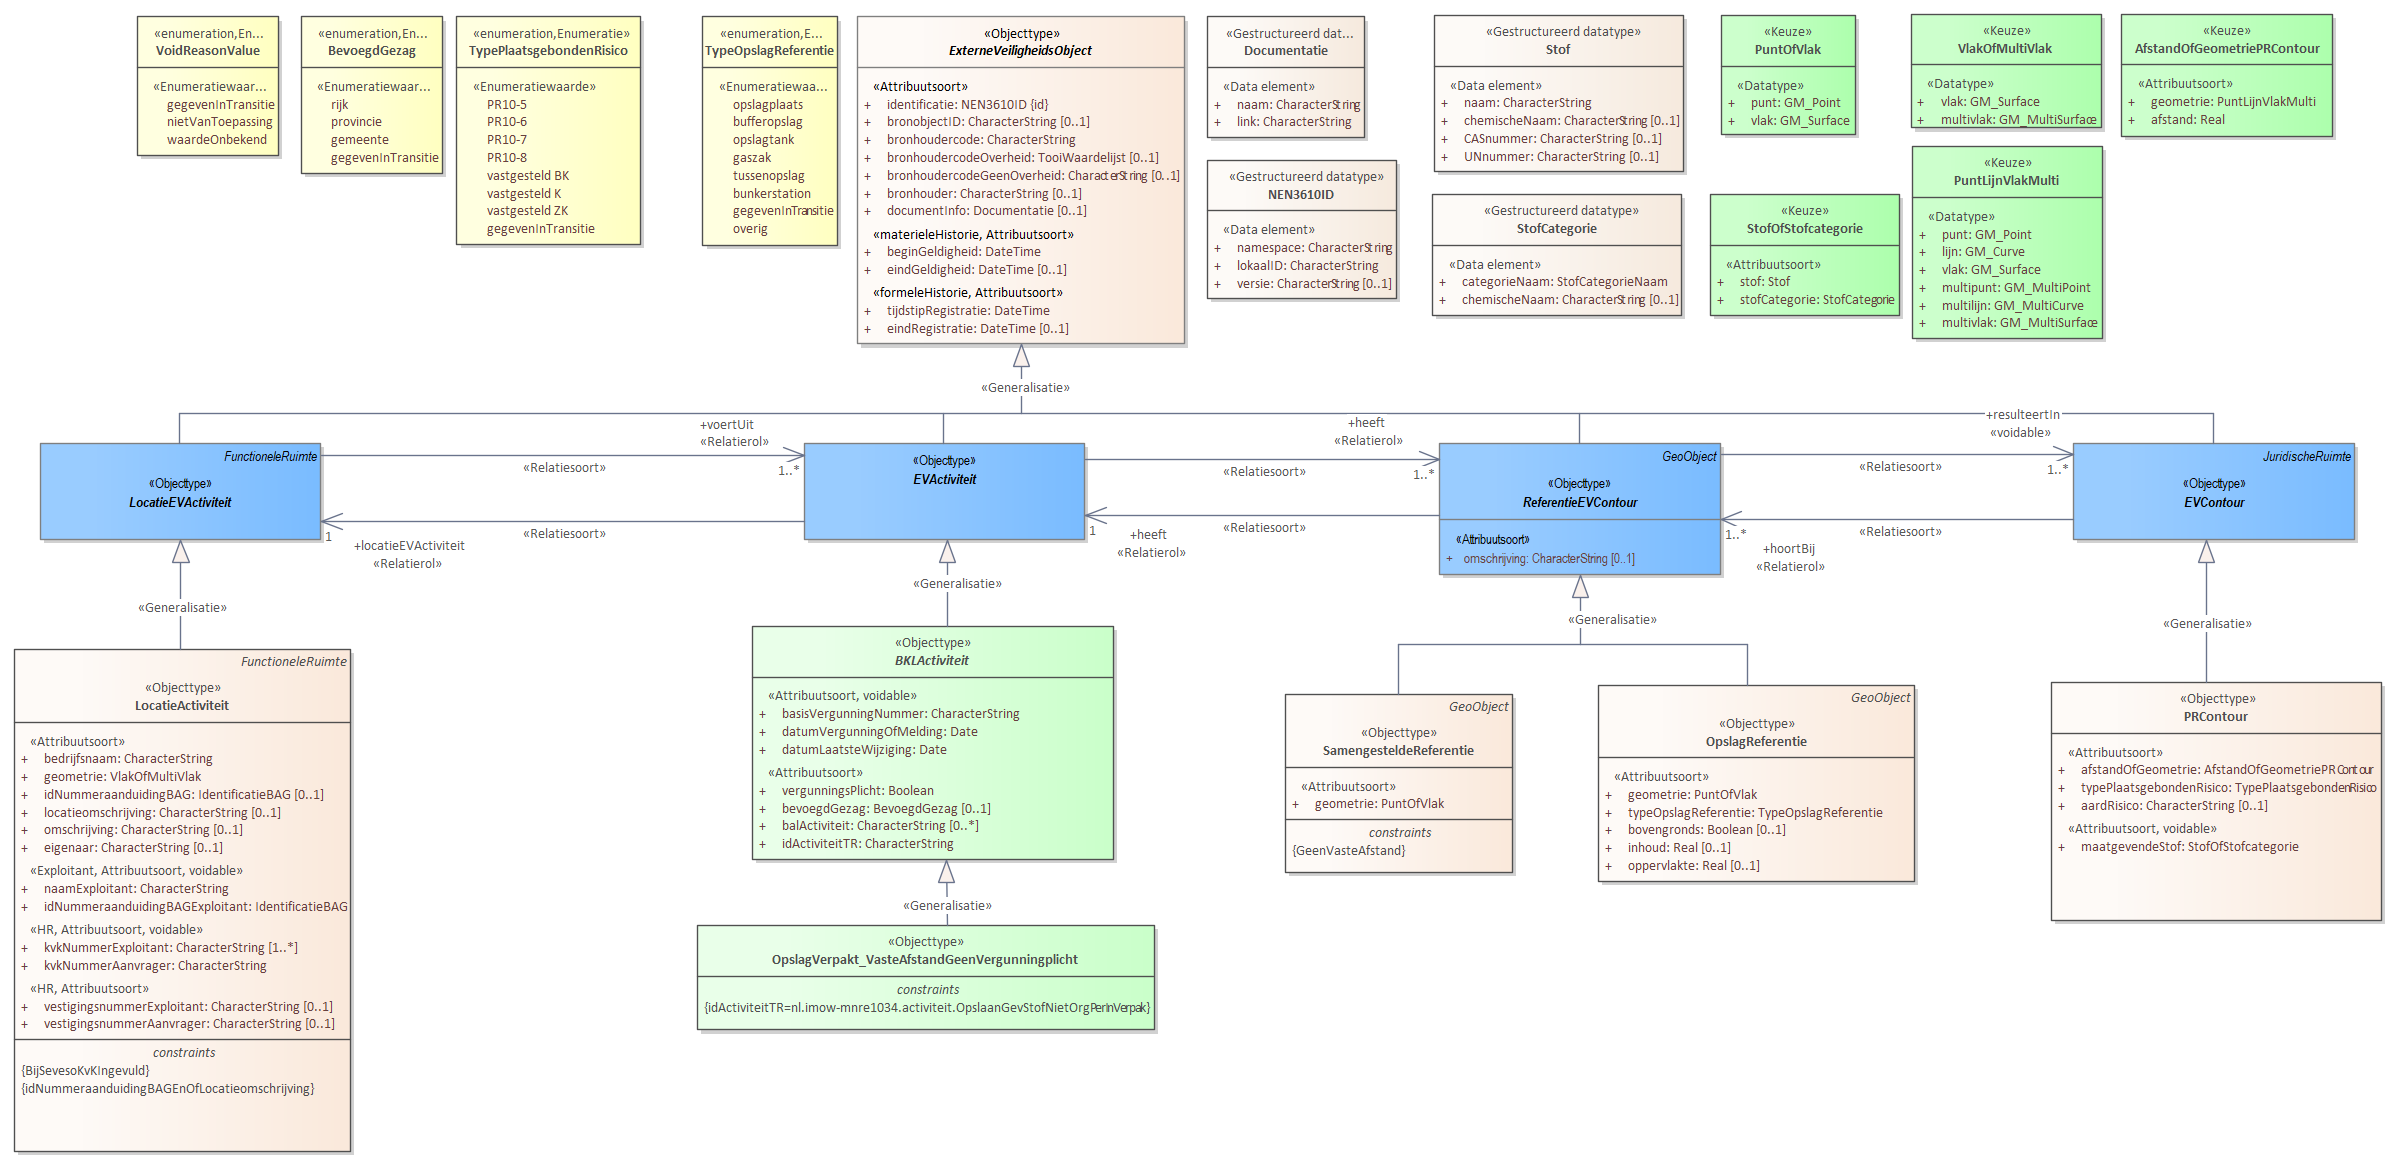 «enumeration,En...
VoidReasonValue
«Enumeratiewaar...
gegevenInTransitie
nietVanToepassing
waardeOnbekend
«enumeration,En...
BevoegdGezag
«Enumeratiewaar...
rijk
provincie
gemeente
gegevenInTransitie
«enumeration,Enumeratie»
TypePlaatsgebondenRisico
«Enumeratiewaarde»
PR10-5
PR10-6
PR10-7
PR10-8
vastgesteld BK
vastgesteld K
vastgesteld ZK
gegevenInTransitie
«enumeration,E...
TypeOpslagReferentie
«Enumeratiewaa...
opslagplaats
bufferopslag
opslagtank
gaszak
tussenopslag
bunkerstation
gegevenInTransitie
overig
«Objecttype»
ExterneVeiligheidsObject
«Attribuutsoort»
+ identificatie: NEN3610ID {id}
+ bronobjectID: CharacterString [0..1]
+ bronhoudercode: CharacterString
+ bronhoudercodeOverheid: TooiWaardelijst [0..1]
+ bronhoudercodeGeenOverheid: CharacterString [0..1]
+ bronhouder: CharacterString [0..1]
+ documentInfo: Documentatie [0..1]
«materieleHistorie, Attribuutsoort»
+ beginGeldigheid: DateTime
+ eindGeldigheid: DateTime [0..1]
«formeleHistorie, Attribuutsoort»
+ tijdstipRegistratie: DateTime
+ eindRegistratie: DateTime [0..1]
«Gestructureerd dat...
Documentatie
«Data element»
+ naam: CharacterString
+ link: CharacterString
«Gestructureerd datatype»
NEN3610ID
«Data element»
+ namespace: CharacterString
+ lokaalID: CharacterString
+ versie: CharacterString [0..1]
«Gestructureerd datatype»
Stof
«Data element»
+ naam: CharacterString
+ chemischeNaam: CharacterString [0..1]
+ CASnummer: CharacterString [0..1]
+ UNnummer: CharacterString [0..1]
«Gestructureerd datatype»
StofCategorie
«Data element»
+ categorieNaam: StofCategorieNaam
+ chemischeNaam: CharacterString [0..1]
«Keuze»
PuntOfVlak
«Datatype»
+ punt: GM_Point
+ vlak: GM_Surface
«Keuze»
StofOfStofcategorie
«Attribuutsoort»
+ stof: Stof
+ stofCategorie: StofCategorie
«Keuze»
VlakOfMultiVlak
«Datatype»
+ vlak: GM_Surface
+ multivlak: GM_MultiSurface
«Keuze»
PuntLijnVlakMulti
«Datatype»
+ punt: GM_Point
+ lijn: GM_Curve
+ vlak: GM_Surface
+ multipunt: GM_MultiPoint
+ multilijn: GM_MultiCurve
+ multivlak: GM_MultiSurface
«Keuze»
AfstandOfGeometriePRContour
«Attribuutsoort»
+ geometrie: PuntLijnVlakMulti
+ afstand: Real
«Generalisatie»
FunctioneleRuimte
«Objecttype»
LocatieEVActiviteit
+voertUit
«Relatierol»
1..*
«Relatiesoort»
«Relatiesoort»
1
+locatieEVActiviteit
«Relatierol»
«Objecttype»
EVActiviteit
+heeft
«Relatierol»
1..*
«Relatiesoort»
«Relatiesoort»
1
+heeft
«Relatierol»
GeoObject
«Objecttype»
ReferentieEVContour
«Attribuutsoort»
+ omschrijving: CharacterString [0..1]
+resulteertIn
«voidable»
1..*
«Relatiesoort»
«Relatiesoort»
1..*
+hoortBij
«Relatierol»
JuridischeRuimte
«Objecttype»
EVContour
«Generalisatie»
«Generalisatie»
«Generalisatie»
«Generalisatie»
FunctioneleRuimte
«Objecttype»
LocatieActiviteit
«Attribuutsoort»
+ bedrijfsnaam: CharacterString
+ geometrie: VlakOfMultiVlak
+ idNummeraanduidingBAG: IdentificatieBAG [0..1]
+ locatieomschrijving: CharacterString [0..1]
+ omschrijving: CharacterString [0..1]
+ eigenaar: CharacterString [0..1]
«Exploitant, Attribuutsoort, voidable»
+ naamExploitant: CharacterString
+ idNummeraanduidingBAGExploitant: IdentificatieBAG
«HR, Attribuutsoort, voidable»
+ kvkNummerExploitant: CharacterString [1..*]
+ kvkNummerAanvrager: CharacterString
«HR, Attribuutsoort»
+ vestigingsnummerExploitant: CharacterString [0..1]
+ vestigingsnummerAanvrager: CharacterString [0..1]
constraints
{BijSevesoKvKIngevuld}
{idNummeraanduidingBAGEnOfLocatieomschrijving}
«Objecttype»
BKLActiviteit
«Attribuutsoort, voidable»
+ basisVergunningNummer: CharacterString
+ datumVergunningOfMelding: Date
+ datumLaatsteWijziging: Date
«Attribuutsoort»
+ vergunningsPlicht: Boolean
+ bevoegdGezag: BevoegdGezag [0..1]
+ balActiviteit: CharacterString [0..*]
+ idActiviteitTR: CharacterString
«Generalisatie»
«Objecttype»
OpslagVerpakt_VasteAfstandGeenVergunningplicht
constraints
{idActiviteitTR=nl.imow-mnre1034.activiteit.OpslaanGevStofNietOrgPerInVerpak}
GeoObject
«Objecttype»
SamengesteldeReferentie
«Attribuutsoort»
+ geometrie: PuntOfVlak
constraints
{GeenVasteAfstand}
GeoObject
«Objecttype»
OpslagReferentie
«Attribuutsoort»
+ geometrie: PuntOfVlak
+ typeOpslagReferentie: TypeOpslagReferentie
+ bovengronds: Boolean [0..1]
+ inhoud: Real [0..1]
+ oppervlakte: Real [0..1]
«Objecttype»
PRContour
«Attribuutsoort»
+ afstandOfGeometrie: AfstandOfGeometriePRContour
+ typePlaatsgebondenRisico: TypePlaatsgebondenRisico
+ aardRisico: CharacterString [0..1]
«Attribuutsoort, voidable»
+ maatgevendeStof: StofOfStofcategorie